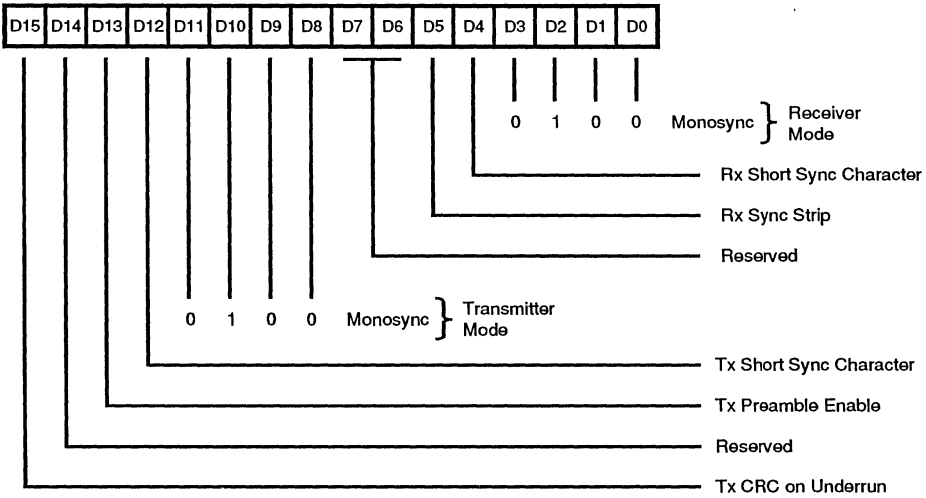 D15 D14 D13 D12 D11 D10 D9 D8 D7 D6 D5 D4 D3 D2 D1 D0
0 1 0 0 Monosync } Receiver
Mode
Rx Short Sync Character
Rx Sync Strip
Reserved
0 1 0 0 Monosync } Transmitter
Mode
Tx Short Sync Character
Tx Preamble Enable
Reserved
Tx CRC on Underrun